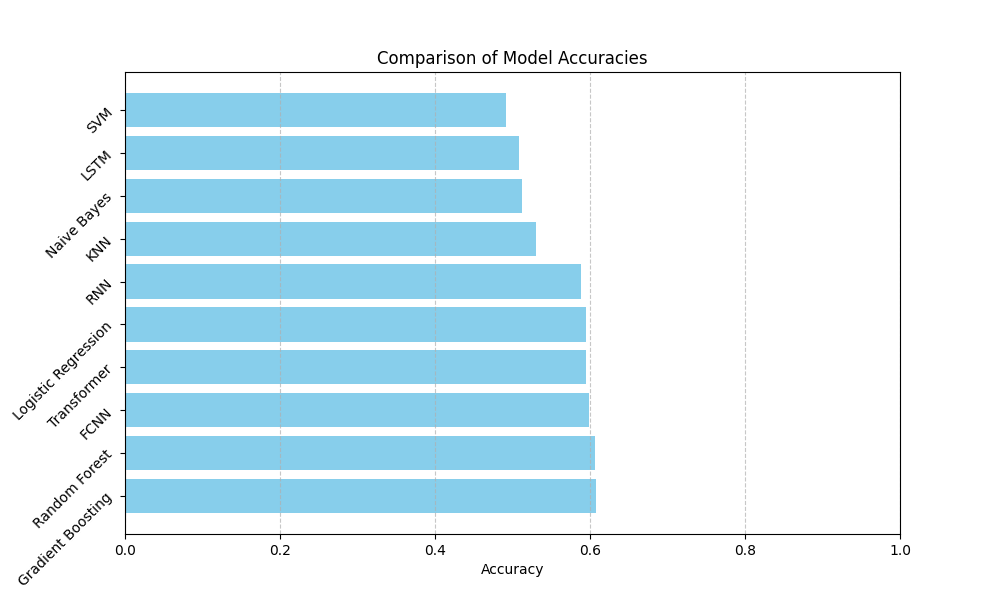 Comparison of Model Accuracies
SVM
LSTM
Naive Bayes
KNN
RNN
Logistic Regression
Transformer
FCNN
Random Forest
Gradient Boosting
0.0 0.2 0.4 0.6 0.8 1.0
Accuracy